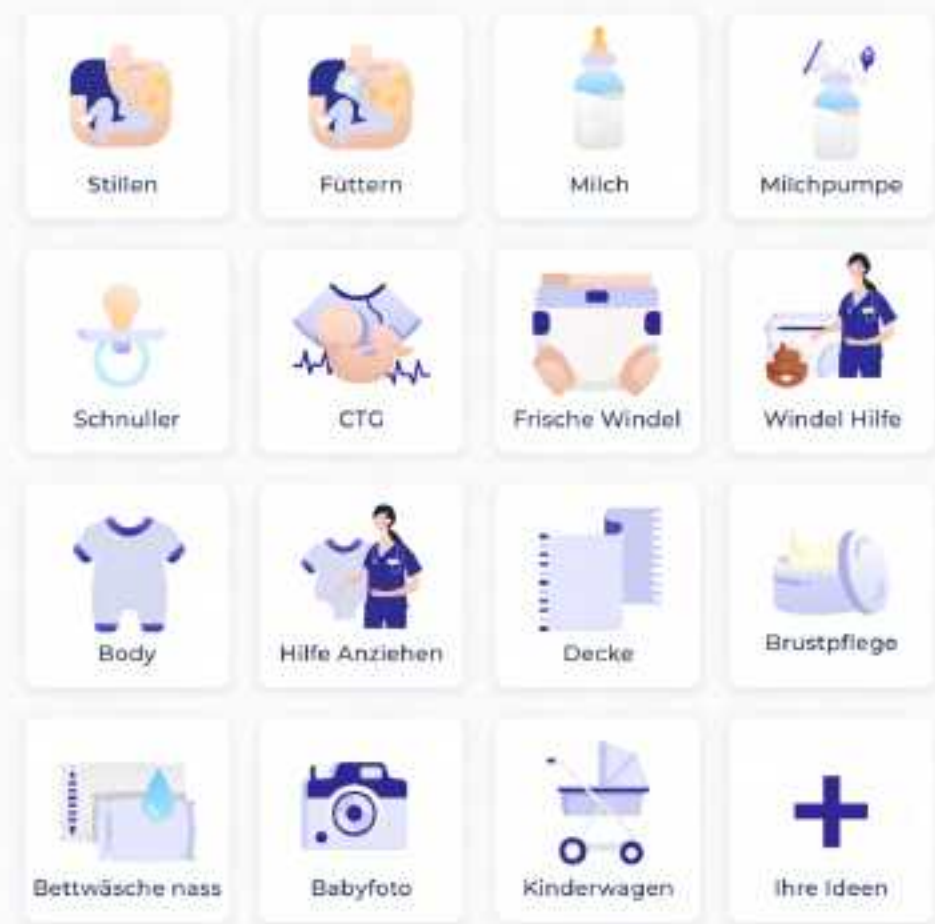 Stillen
Füttern
Milch
Milchpumpe
Schnuller
CTG
Frische Windel
Windel Hilfe
Body
Hilfe Anziehen
Decke
Brustpflege
Bettwäsche nass
Babyfoto
Kinderwagen
Ihre Ideen